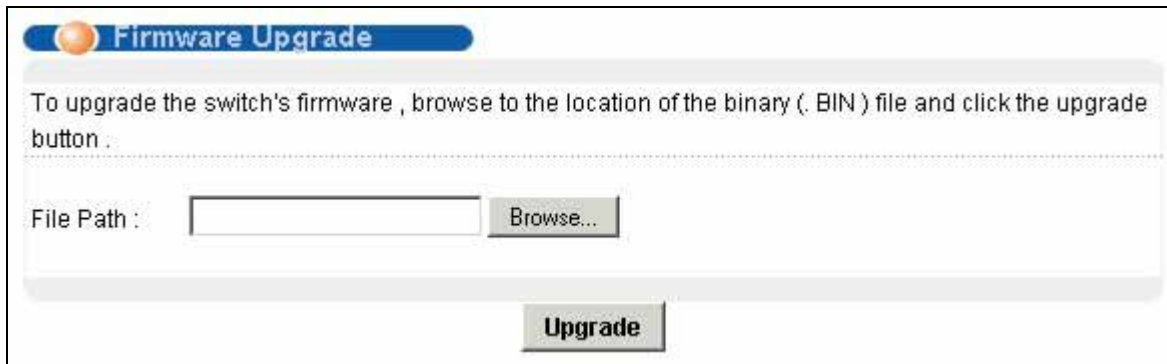 Firmware Upgrade
To upgrade the switch's firmware , browse to the location of the binary (. BIN ) file and click the upgrade
button .
File Path :
Browse...
Upgrade